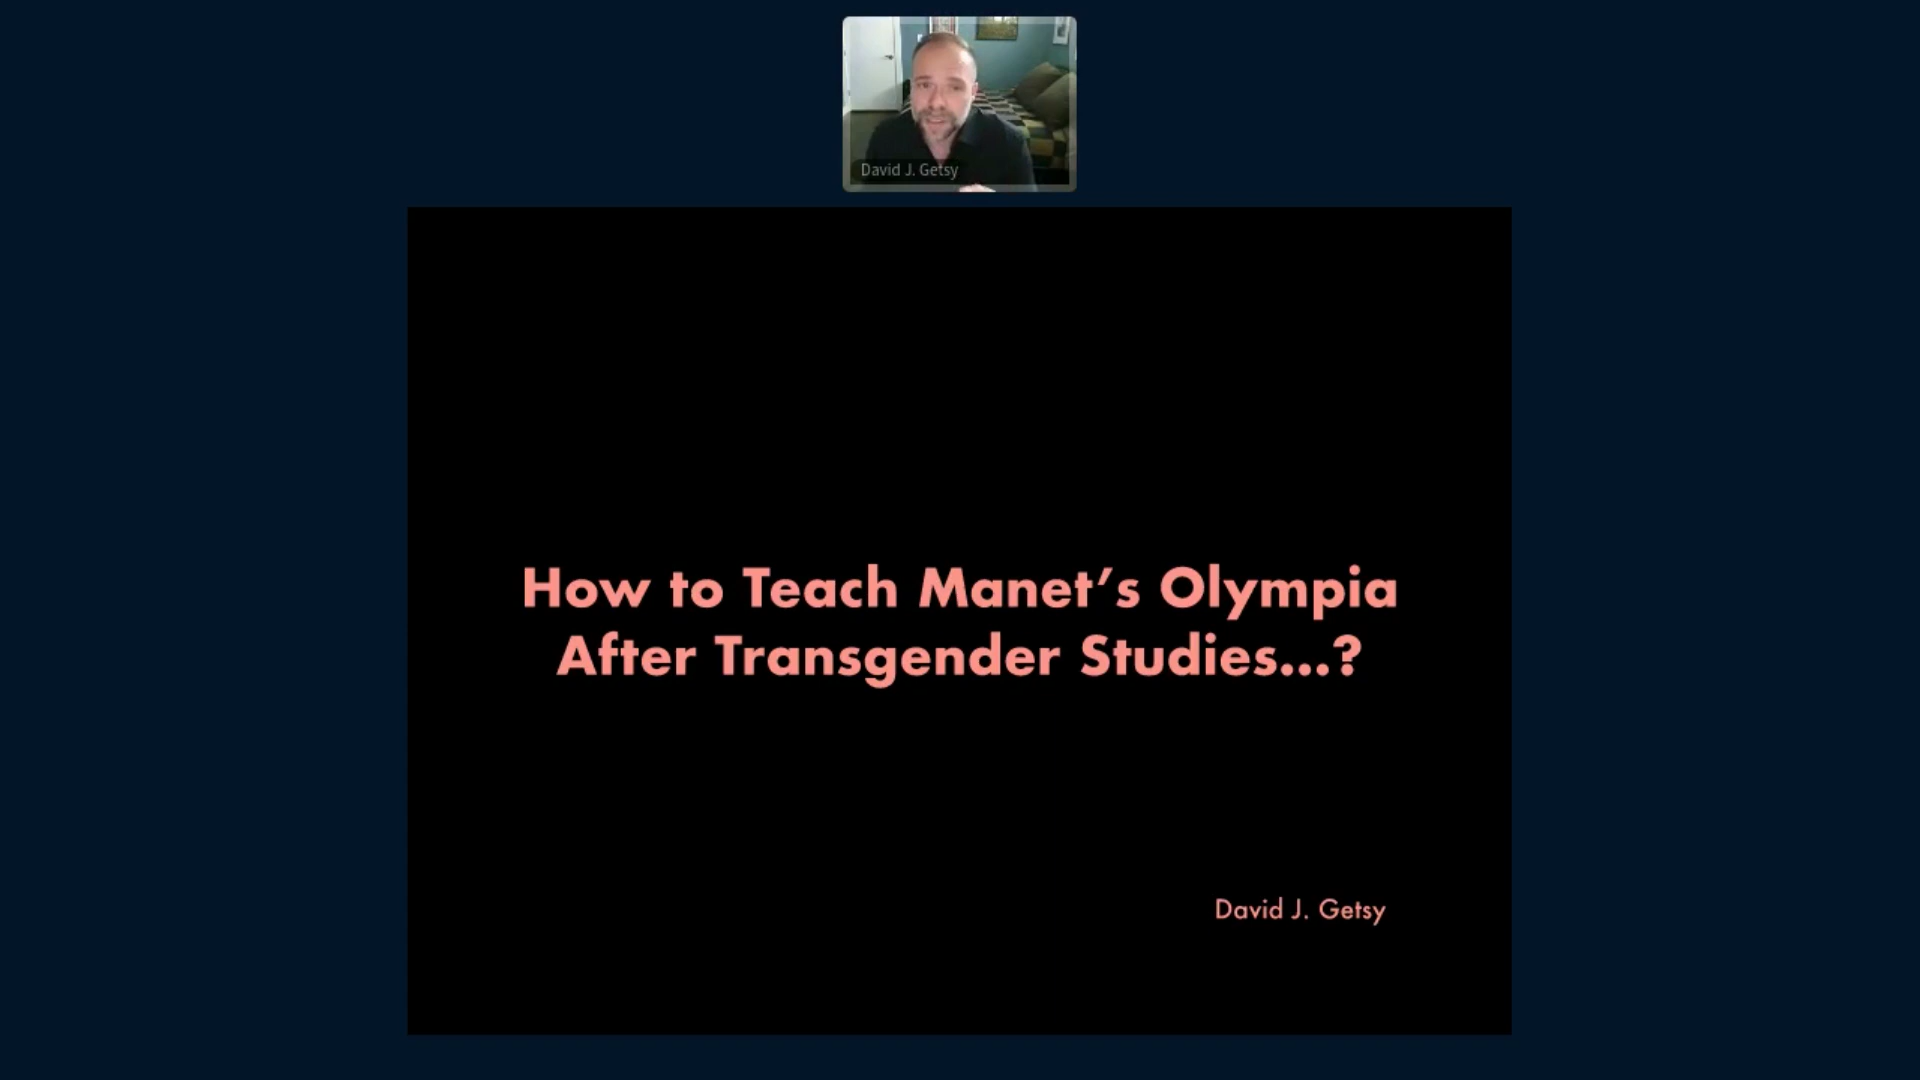 David J. Getsy
How to Teach Manet’s Olympia
After Transgender Studies...?
David J. Getsy